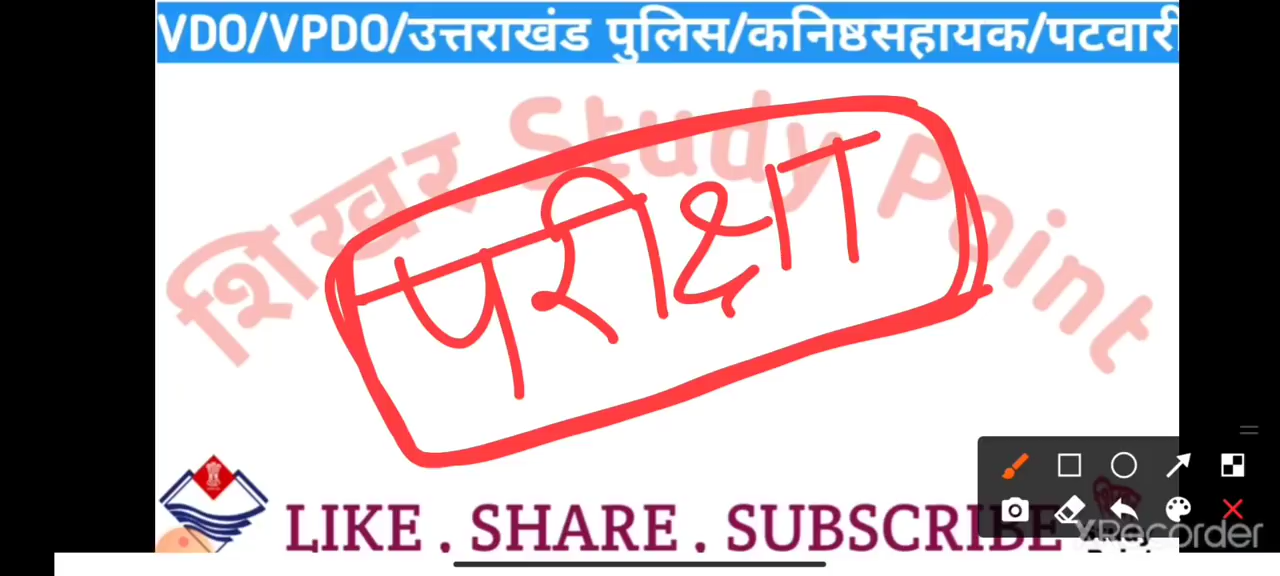 VDO/VPDO/उत्तराखंड पुलिस/कनिष्ठसहायक/पटवारी
शिखर Study Point
परीक्षा
LIKE . SHARE . SUBSCRIBE
XRecorder